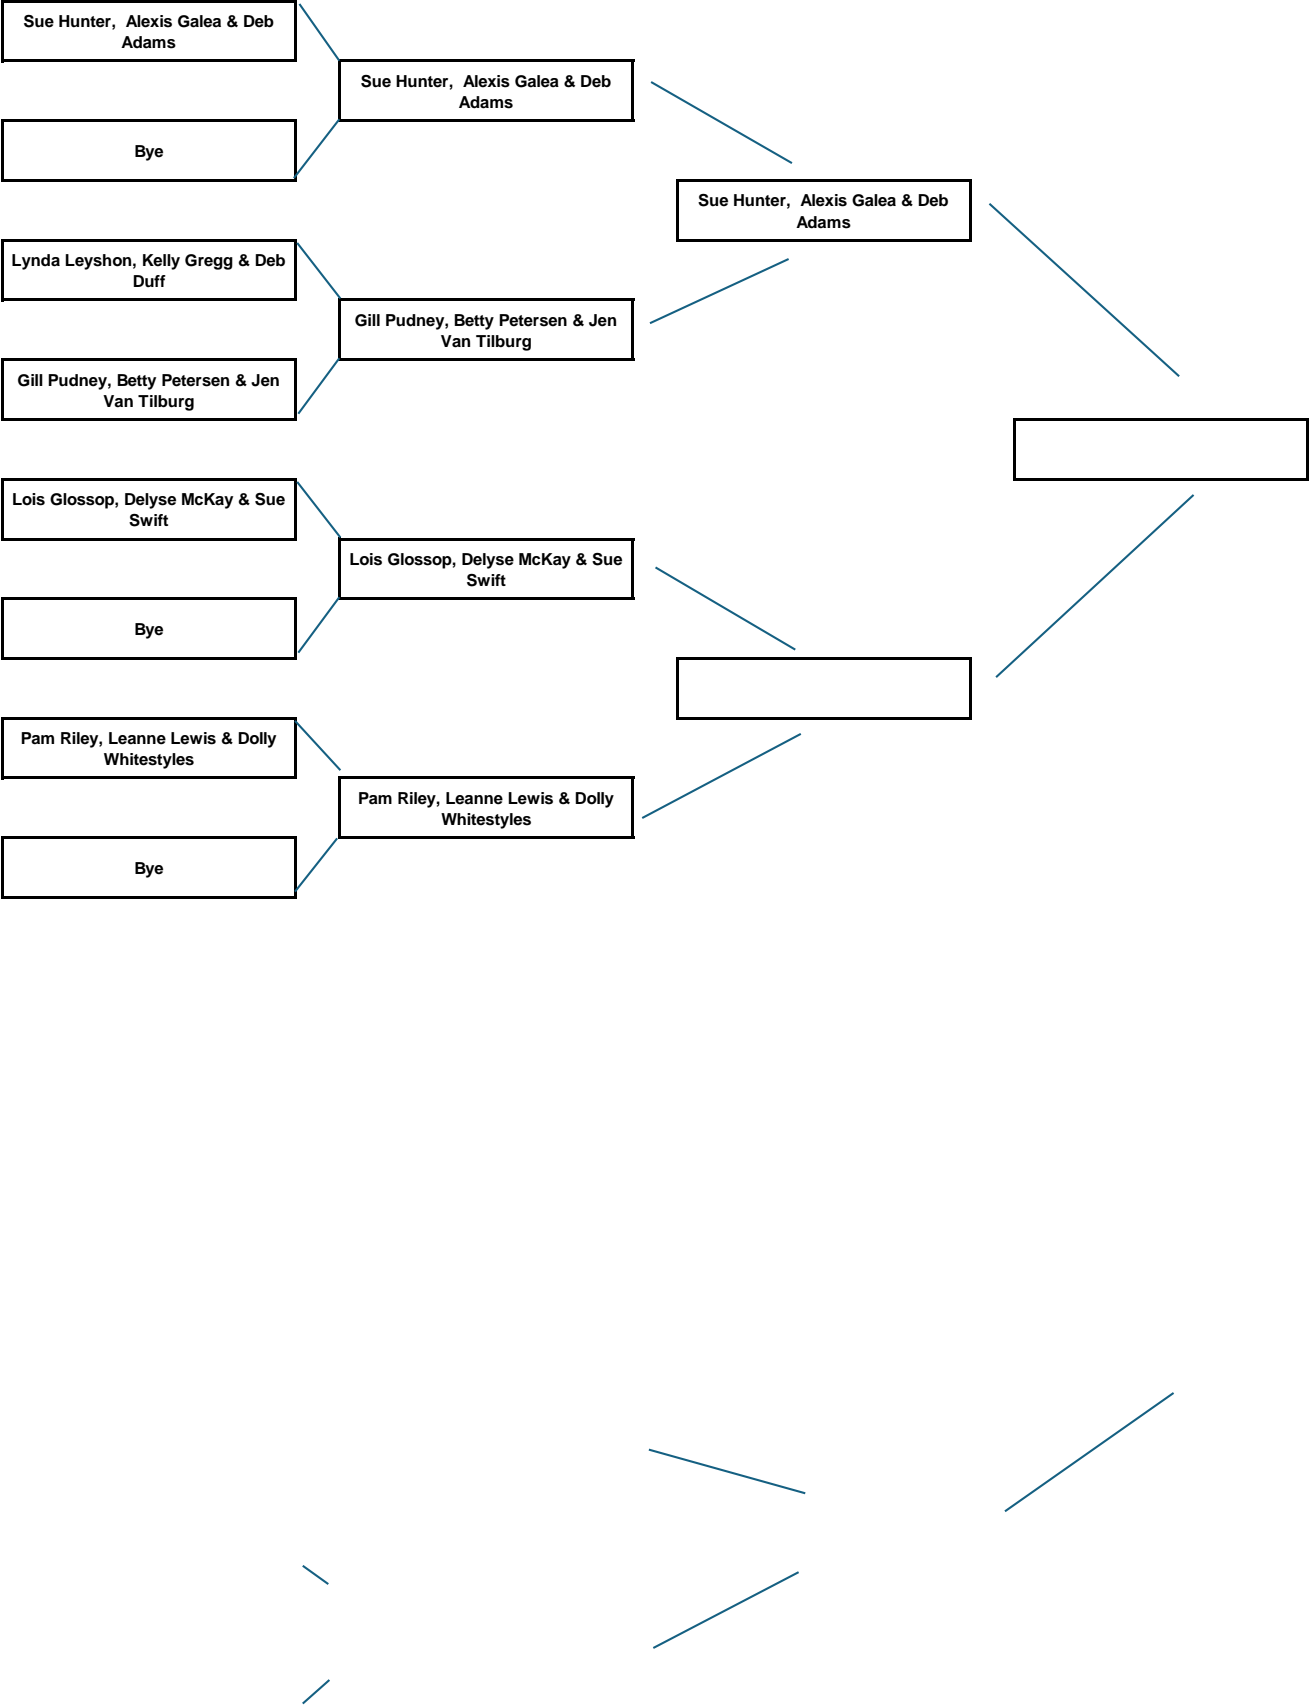 Sue Hunter,  Alexis Galea & Deb
Adams
Bye
Lynda Leyshon, Kelly Gregg & Deb
Duff
Gill Pudney, Betty Petersen & Jen
Van Tilburg
Lois Glossop, Delyse McKay & Sue
Swift
Bye
Pam Riley, Leanne Lewis & Dolly
Whitestyles
Bye
Sue Hunter,  Alexis Galea & Deb
Adams
Gill Pudney, Betty Petersen & Jen
Van Tilburg
Lois Glossop, Delyse McKay & Sue
Swift
Pam Riley, Leanne Lewis & Dolly
Whitestyles
Sue Hunter,  Alexis Galea & Deb
Adams